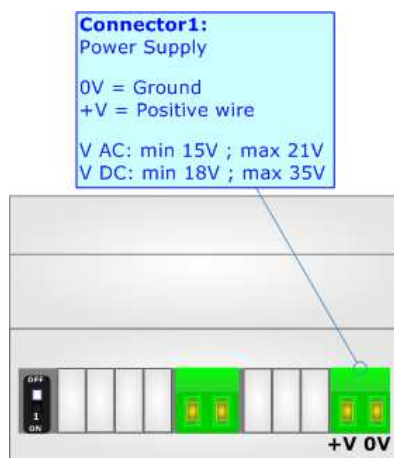 Connector1:
Power Supply
0V = Ground
+V = Positive wire
V AC: min 15V ; max 21V
V DC: min 18V ; max 35V
OFF
1
ON
+V 0V